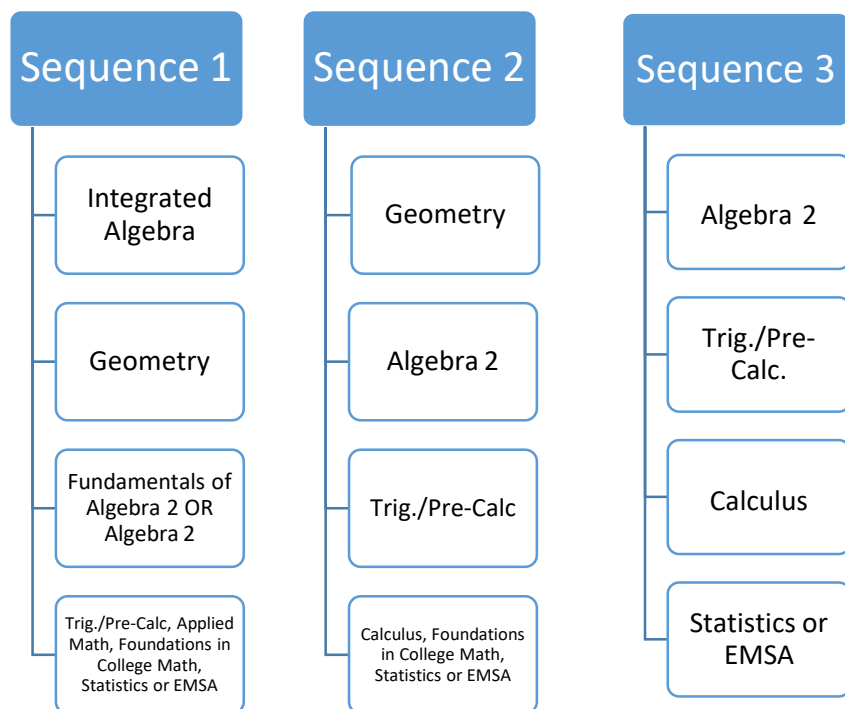 Sequence 1
Integrated
Algebra
Geometry
Fundamentals of
Algebra 2 OR
Algebra 2
Trig./Pre-Calc, Applied
Math, Foundations in
College Math,
Statistics or EMSA
Sequence 2
Geometry
Algebra 2
Trig./Pre-Calc
Calculus, Foundations
in College Math,
Statistics or EMSA
Sequence 3
Algebra 2
Trig./Pre-
Calc.
Calculus
Statistics or
EMSA